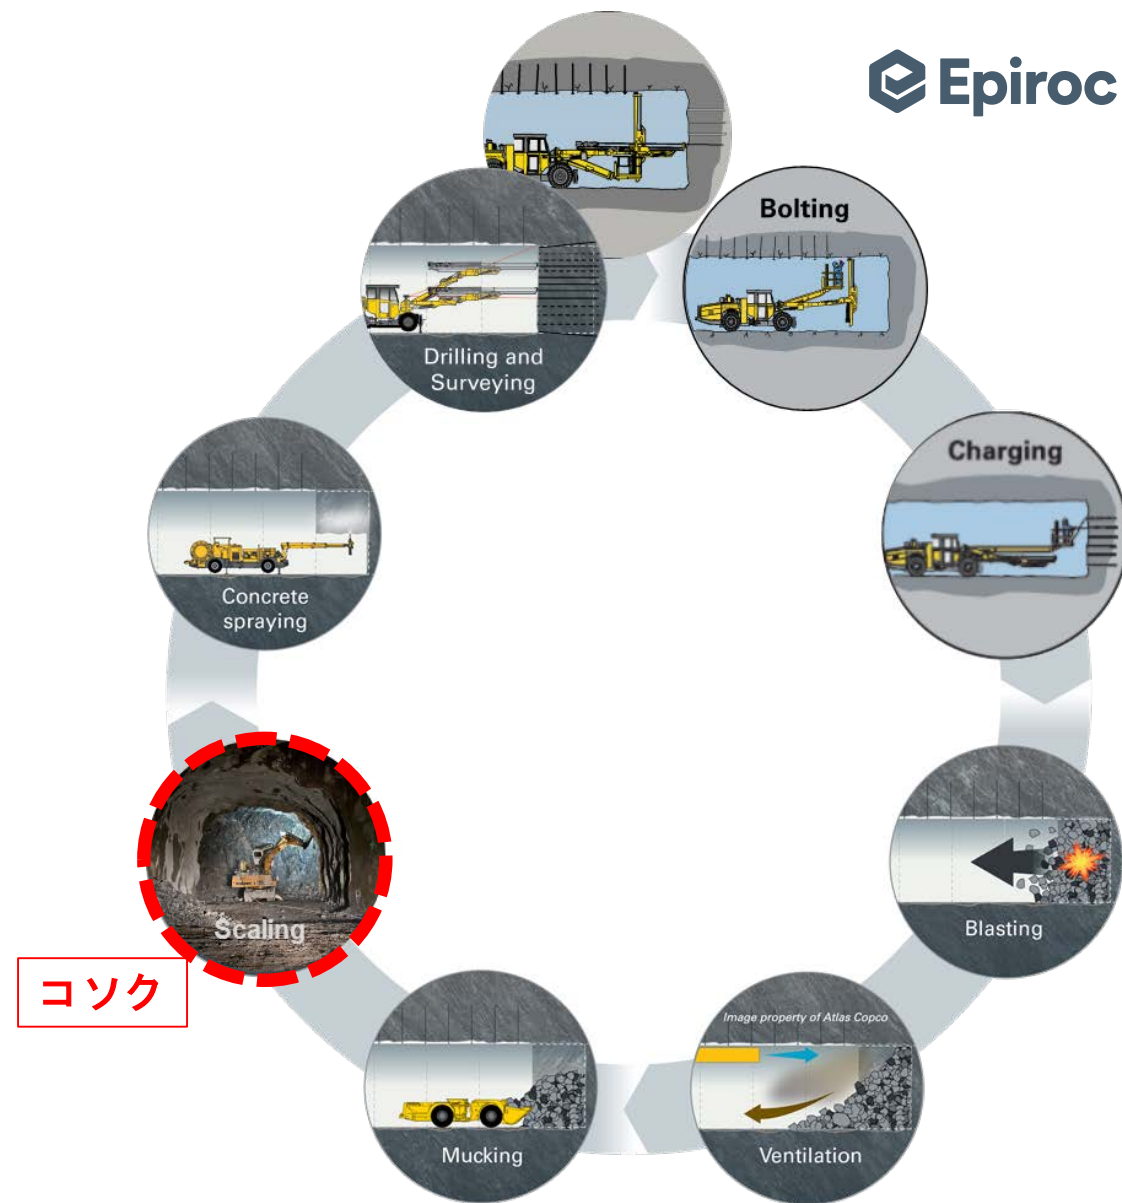 Epiroc
Bolting
Drilling and
Surveying
Charging
Concrete
spraying
Scaling
コソク
Blasting
Image property of Atlas Copco
Mucking
Ventilation